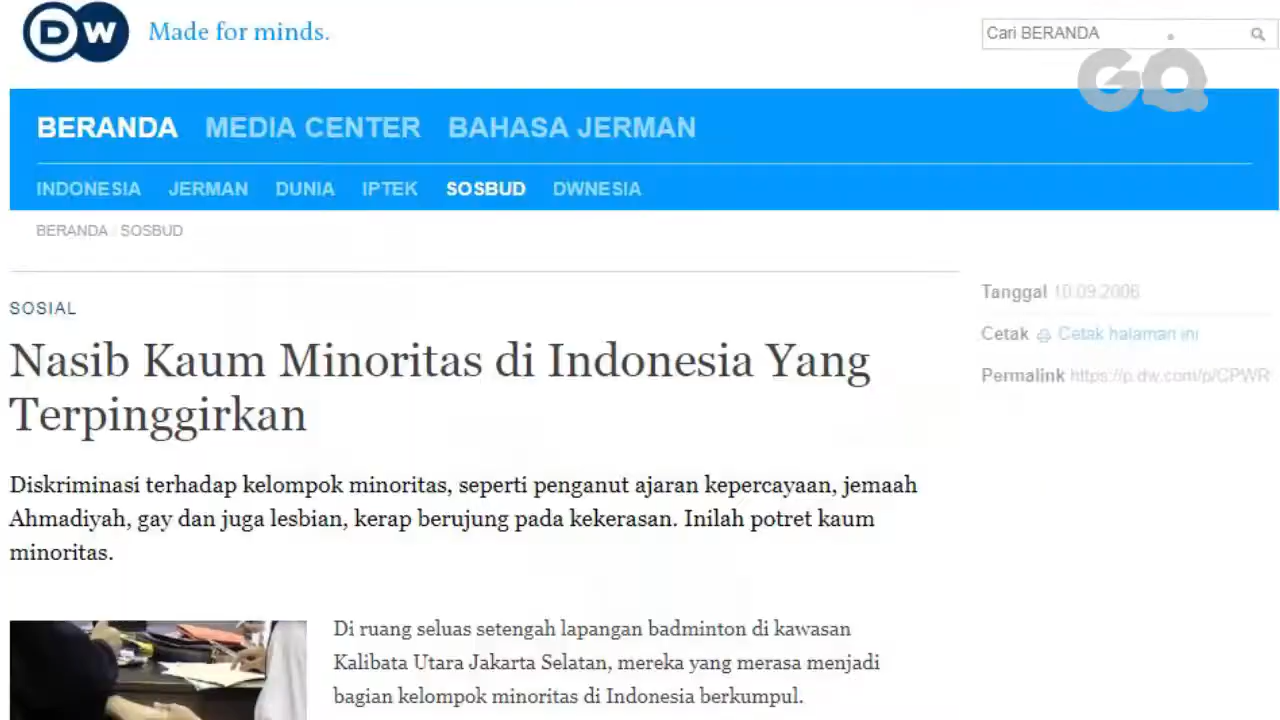 DW Made for minds.
Cari BERANDA
GQ
BERANDA MEDIA CENTER BAHASA JERMAN
INDONESIA JERMAN DUNIA IPTEK SOSBUD DWNESIA
BERANDA / SOSBUD
SOSIAL
Nasib Kaum Minoritas di Indonesia Yang
Terpinggirkan
Diskriminasi terhadap kelompok minoritas, seperti penganut ajaran kepercayaan, jemaah
Ahmadiyah, gay dan juga lesbian, kerap berujung pada kekerasan. Inilah potret kaum
minoritas.
Di ruang seluas setengah lapangan badminton di kawasan
Kalibata Utara Jakarta Selatan, mereka yang merasa menjadi
bagian kelompok minoritas di Indonesia berkumpul.
Tanggal 10.09.2006
Cetak Cetak halaman ini
Permalink https://p.dw.com/p/CPWR